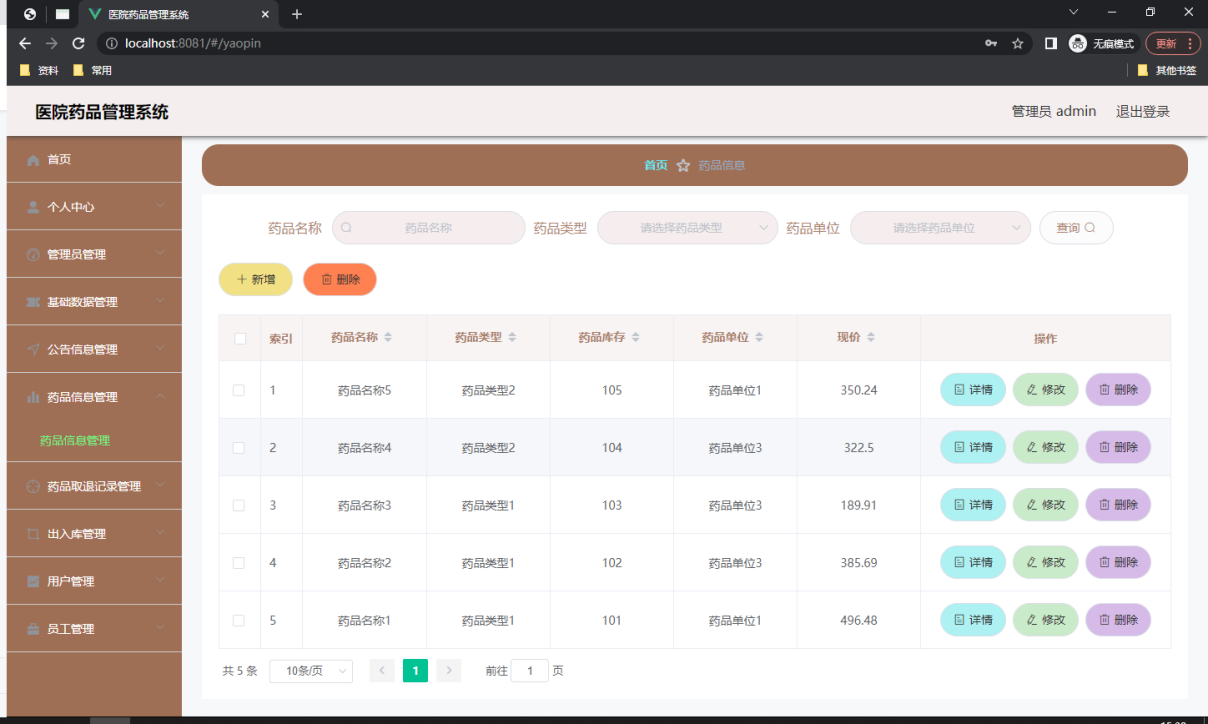 医院药品管理系统
localhost:8081/#/yaopin 无痕模式 更新
资料 常用 其他书签
医院药品管理系统 管理员 admin 退出登录
首页
个人中心
管理员管理
基础数据管理
公告信息管理
药品信息管理
药品信息管理
药品取退记录管理
出入库管理
用户管理
员工管理
首页 药品信息
药品名称 药品名称 药品类型 请选择药品类型 药品单位 请选择药品单位 查询
新增 删除
索引 药品名称 药品类型 药品库存 药品单位 现价 操作
1 药品名称5 药品类型2 105 药品单位1 350.24 详情 修改 删除
2 药品名称4 药品类型2 104 药品单位3 322.5 详情 修改 删除
3 药品名称3 药品类型1 103 药品单位3 189.91 详情 修改 删除
4 药品名称2 药品类型1 102 药品单位3 385.69 详情 修改 删除
5 药品名称1 药品类型1 101 药品单位1 496.48 详情 修改 删除
共 5 条 10条/页 1 前往 1 页